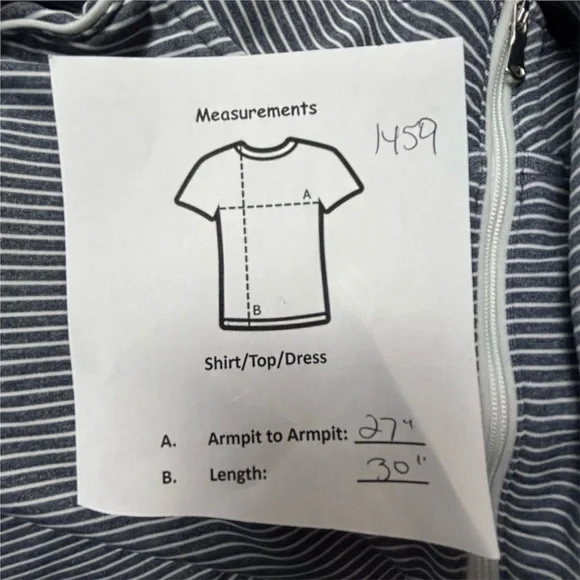 Measurements
1459
A
B
Shirt/Top/Dress
A. Armpit to Armpit: 27"
B. Length: 30"